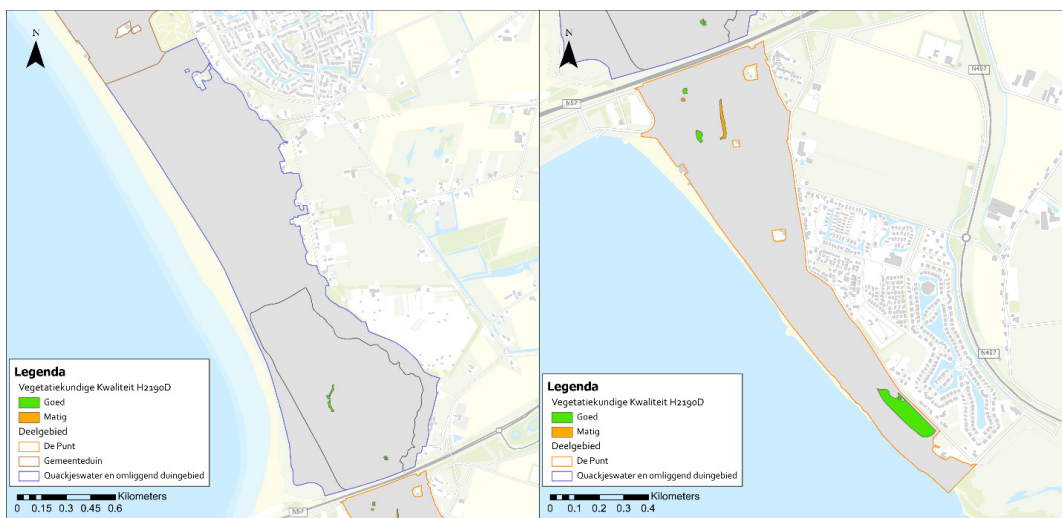 N
N57
Legenda
Vegetatiekundige Kwaliteit H2190D
Goed
Matig
Deelgebied
De Punt
Gemeenteduin
Quackjeswater en omliggend duingebied
Kilometers
0 0.15 0.3 0.45 0.6
N
N57
N57
N497
N497
Legenda
Vegetatiekundige Kwaliteit H2190D
Goed
Matig
Deelgebied
De Punt
Quackjeswater en omliggend duingebied
Kilometers
0 0.1 0.2 0.3 0.4